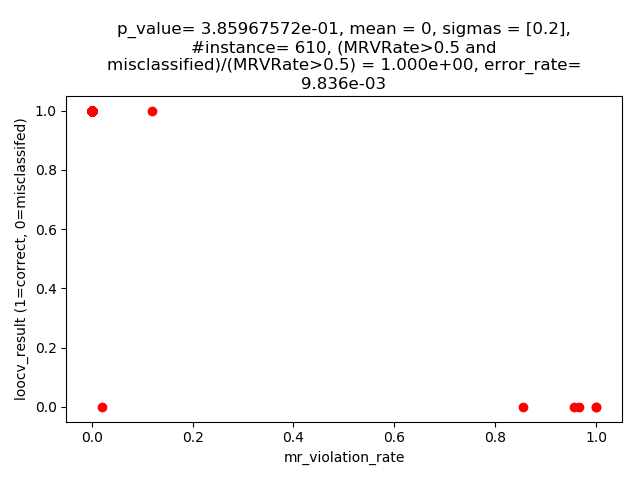 p_value= 3.85967572e-01, mean = 0, sigmas = [0.2],
#instance= 610, (MRVRate>0.5 and
misclassified)/(MRVRate>0.5) = 1.000e+00, error_rate=
9.836e-03
loocv_result (1=correct, 0=misclassifed)
1.0
0.8
0.6
0.4
0.2
0.0
0.0 0.2 0.4 0.6 0.8 1.0
mr_violation_rate